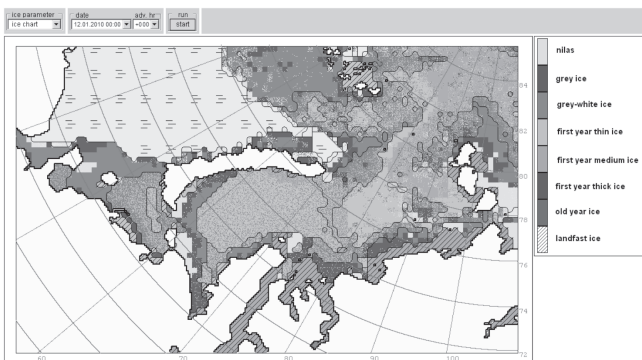 ice parameter date adv. hr run
ice chart 12.01.2010 00:00 +000 start
nilas
grey ice
grey-white ice
first year thin ice
first year medium ice
first year thick ice
old year ice
landfast ice
84
82
80
78
76
74
72
60 70 80 90 100